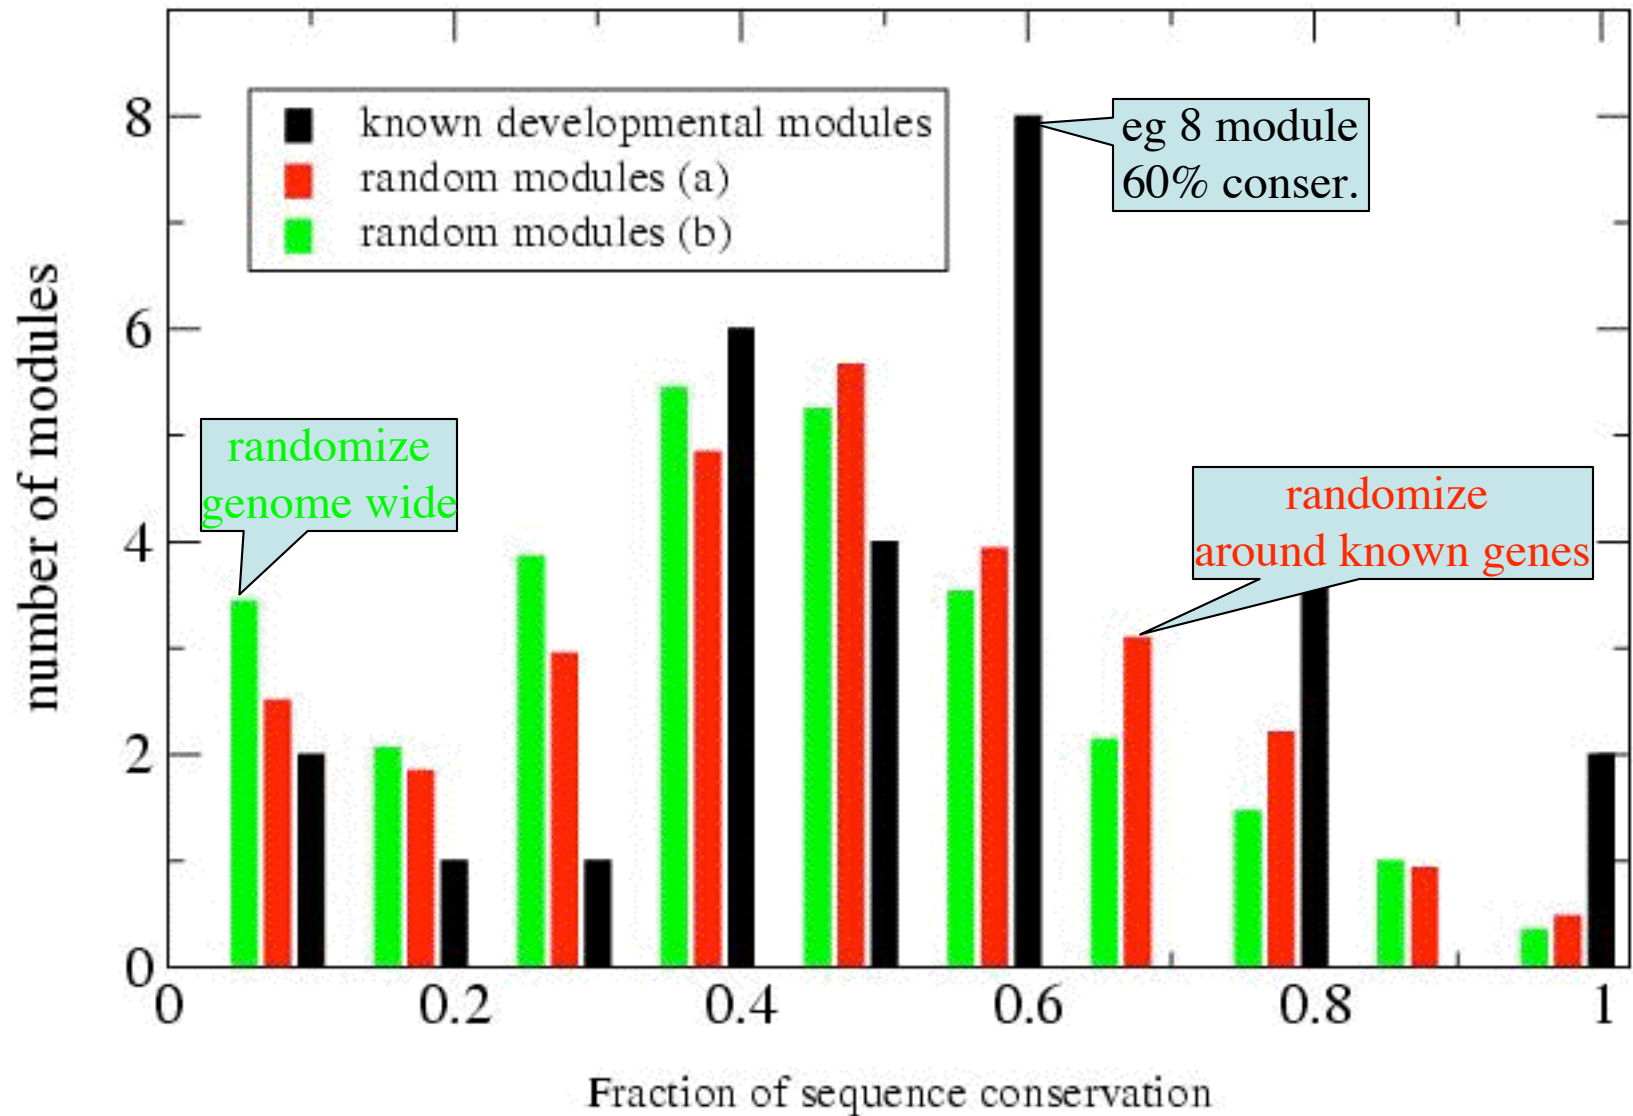 8
known developmental modules
random modules (a)
random modules (b)
eg 8 module
60% conser.
6
randomize
genome wide
randomize
around known genes
4
2
0
number of modules
0 0.2 0.4 0.6 0.8 1
Fraction of sequence conservation